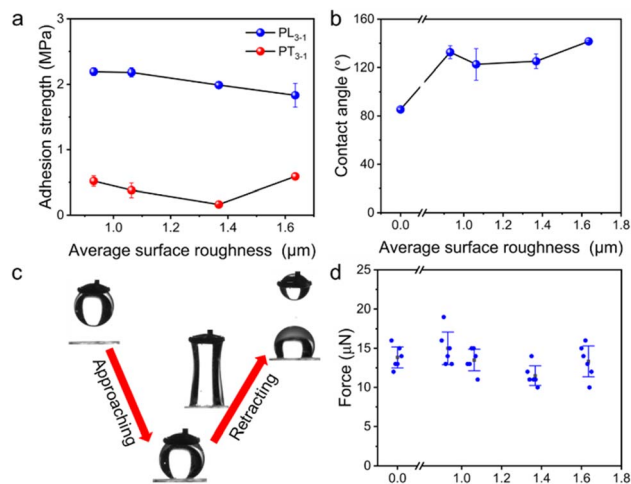 a
Adhesion strength (MPa)
3
2
1
0
PL3-1
PT3-1
1.0
1.2
1.4
1.6
Average surface roughness (μm)
b
Contact angle (°)
160
120
80
40
0
0.0
1.0
1.2
1.4
1.6
1.8
Average surface roughness (μm)
c
Approaching
Retracting
d
Force (μN)
25
20
15
10
5
0
0.0
1.0
1.2
1.4
1.6
1.8